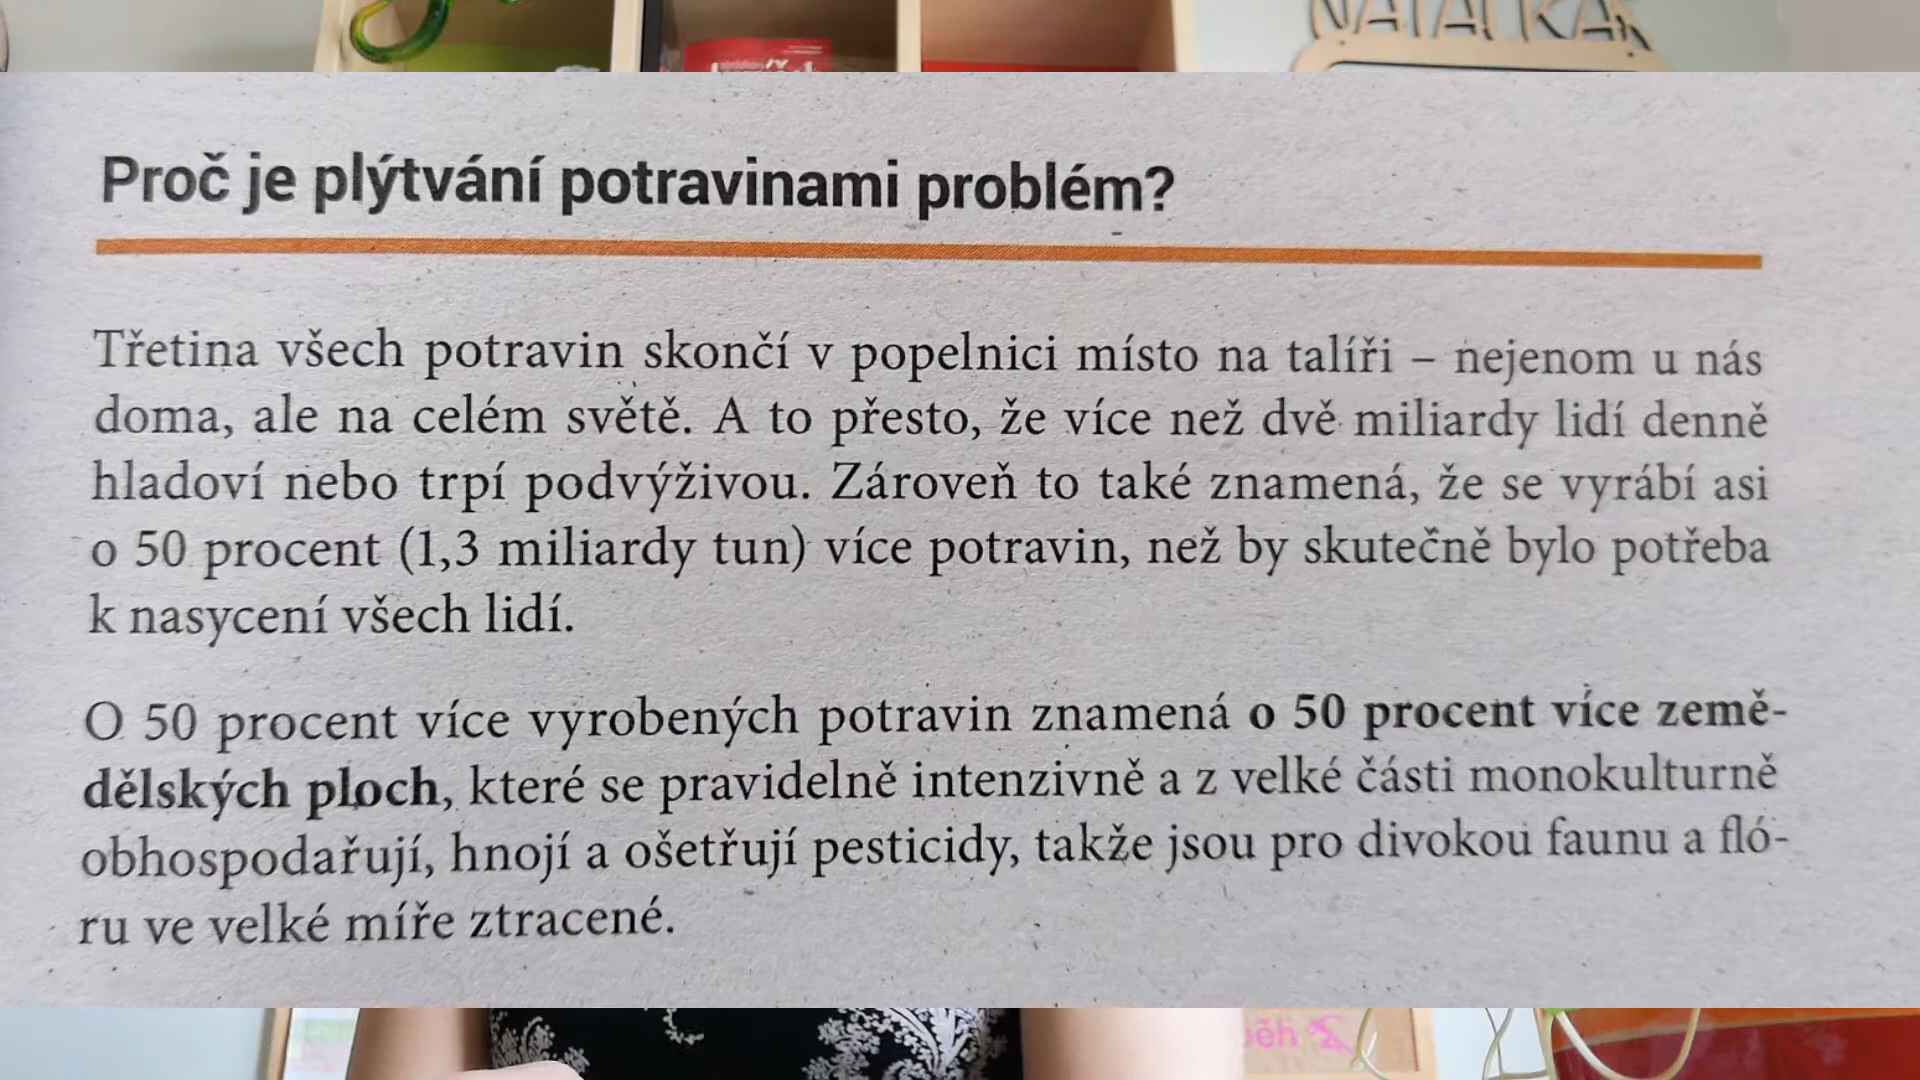 NATALKA
Proč je plýtvání potravinami problém?
Třetina všech potravin skončí v popelnici místo na talíři – nejenom u nás
doma, ale na celém světě. A to přesto, že více než dvě miliardy lidí denně
hladoví nebo trpí podvýživou. Zároveň to také znamená, že se vyrábí asi
o 50 procent (1,3 miliardy tun) více potravin, než by skutečně bylo potřeba
k nasycení všech lidí.
O 50 procent více vyrobených potravin znamená o 50 procent více země-
dělských ploch, které se pravidelně intenzivně a z velké části monokulturně
obhospodařují, hnojí a ošetřují pesticidy, takže jsou pro divokou faunu a fló-
ru ve velké míře ztracené.